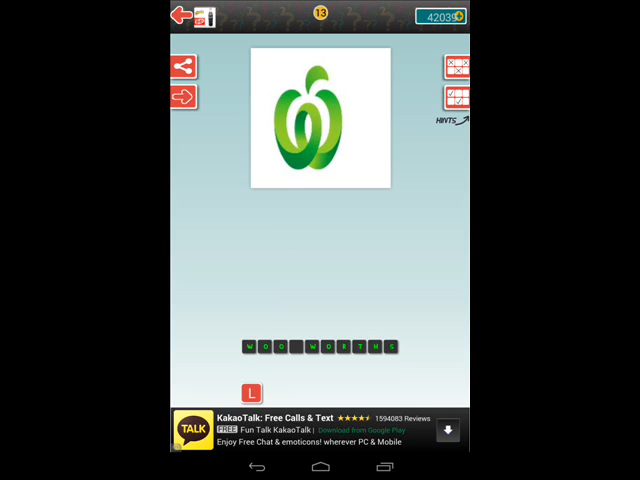 13
42039
HINTS
WOO WORTHS
L
KakaoTalk: Free Calls & Text 1594083 Reviews
TALK
FREE Fun Talk KakaoTalk | Download from Google Play
Enjoy Free Chat & emoticons! wherever PC & Mobile